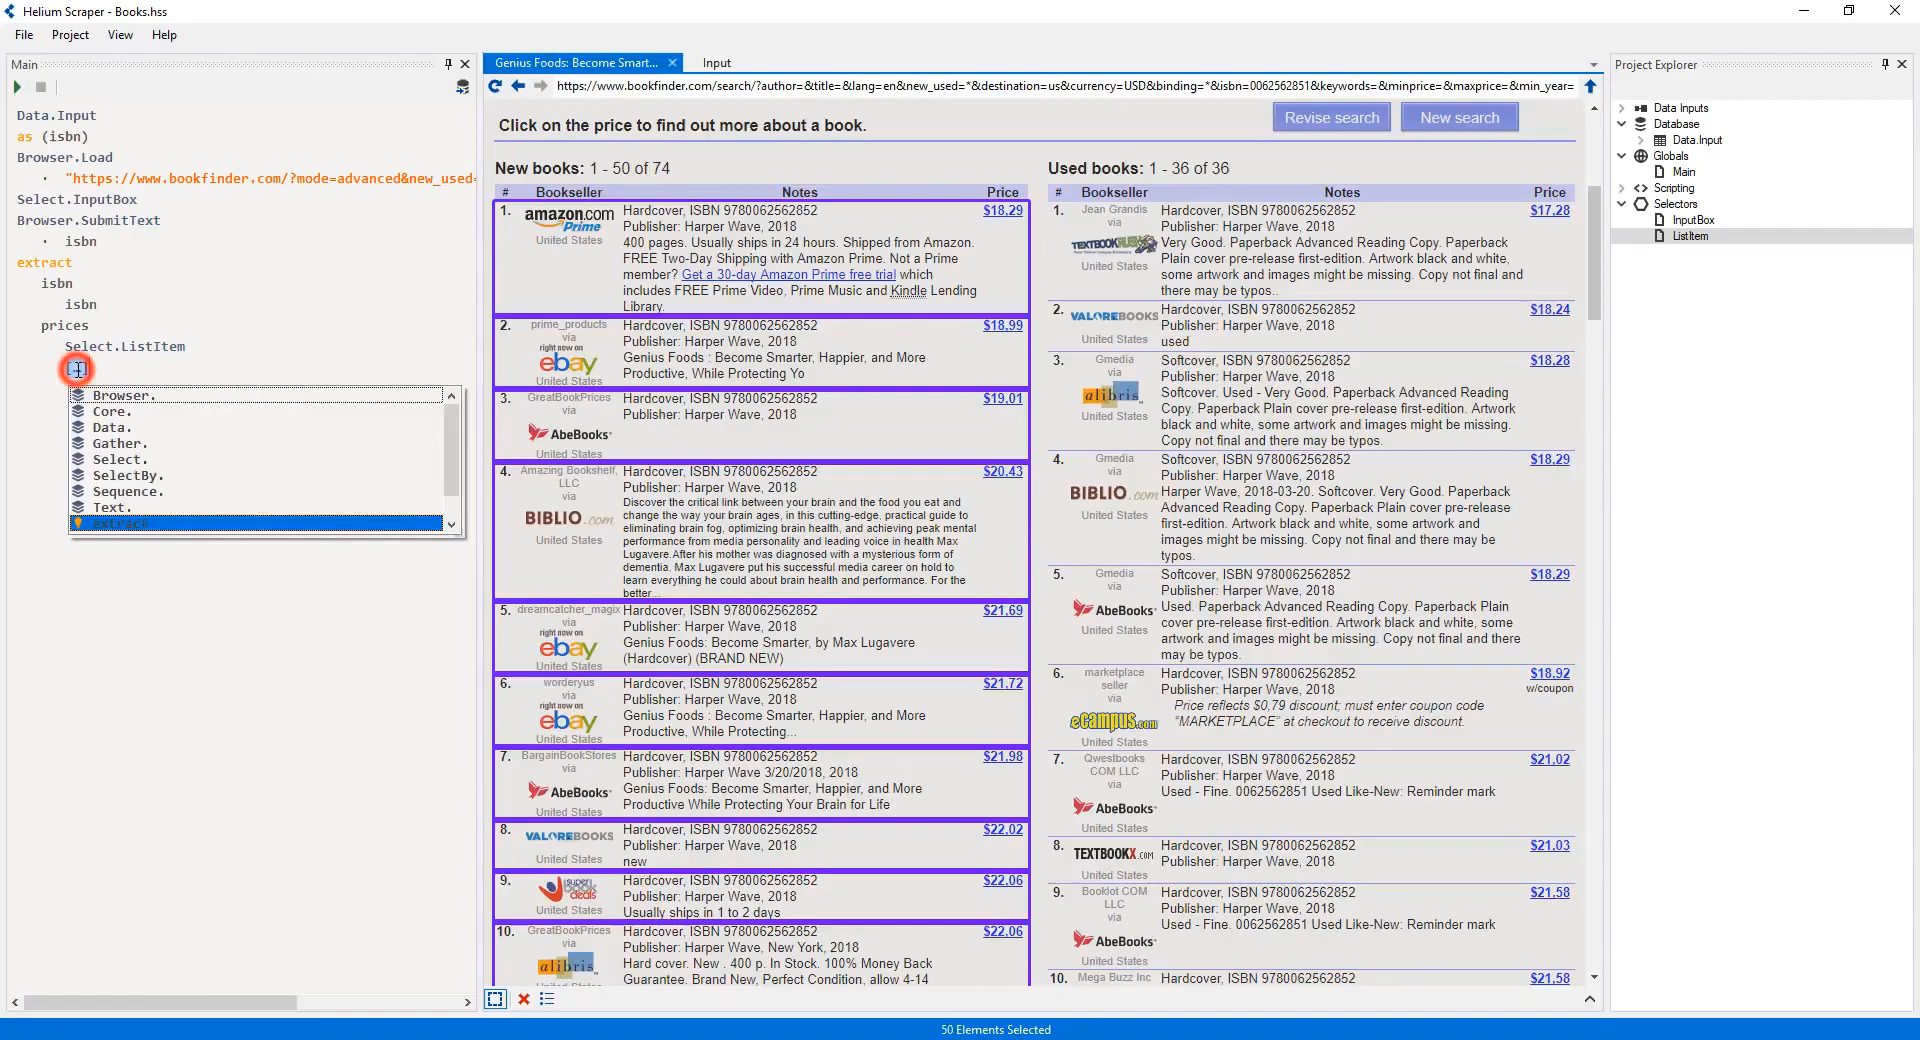 Helium Scraper - Books.hss
File Project View Help
Main
Data.Input
as (isbn)
Browser.Load
· "https://www.bookfinder.com/?mode=advanced&new_used=
Select.InputBox
Browser.SubmitText
· isbn
extract
isbn
isbn
prices
Select.ListItem
Browser.
Core.
Data.
Gather.
Select.
SelectBy.
Sequence.
Text.
extract
Genius Foods: Become Smart...
Input
https://www.bookfinder.com/search/?author=&title=&lang=en&new_used=*&destination=us&currency=USD&binding=*&isbn=0062562851&keywords=&minprice=&maxprice=&min_year=
Click on the price to find out more about a book.
Revise search
New search
New books: 1 - 50 of 74
# Bookseller Notes Price
1. amazon.com Prime
United States
Hardcover, ISBN 9780062562852
Publisher: Harper Wave, 2018
400 pages. Usually ships in 24 hours. Shipped from Amazon.
FREE Two-Day Shipping with Amazon Prime. Not a Prime
member? Get a 30-day Amazon Prime free trial which
includes FREE Prime Video, Prime Music and Kindle Lending
Library.
$18.29
2. prime_products
via
right now on
ebay
United States
Hardcover, ISBN 9780062562852
Publisher: Harper Wave, 2018
Genius Foods : Become Smarter, Happier, and More
Productive, While Protecting Yo
$18.99
3. GreatBookPrices
via
AbeBooks
United States
Hardcover, ISBN 9780062562852
Publisher: Harper Wave, 2018
$19.01
4. Amazing Bookshelf,
LLC
via
BIBLIO.com
United States
Hardcover, ISBN 9780062562852
Publisher: Harper Wave, 2018
Discover the critical link between your brain and the food you eat and
change the way your brain ages, in this cutting-edge, practical guide to
eliminating brain fog, optimizing brain health, and achieving peak mental
performance from media personality and leading voice in health Max
Lugavere.After his mother was diagnosed with a mysterious form of
dementia, Max Lugavere put his successful media career on hold to
learn everything he could about brain health and performance. For the
better...
$20.43
5. dreamcatcher_magix
via
right now on
ebay
United States
Hardcover, ISBN 9780062562852
Publisher: Harper Wave, 2018
Genius Foods: Become Smarter, by Max Lugavere
(Hardcover) (BRAND NEW)
$21.69
6. worderyus
via
right now on
ebay
United States
Hardcover, ISBN 9780062562852
Publisher: Harper Wave, 2018
Genius Foods : Become Smarter, Happier, and More
Productive, While Protecting...
$21.72
7. BargainBookStores
via
AbeBooks
United States
Hardcover, ISBN 9780062562852
Publisher: Harper Wave 3/20/2018, 2018
Genius Foods: Become Smarter, Happier, and More
Productive While Protecting Your Brain for Life
$21.98
8. VALOREBOOKS
United States
Hardcover, ISBN 9780062562852
Publisher: Harper Wave, 2018
new
$22.02
9. super book deals
United States
Hardcover, ISBN 9780062562852
Publisher: Harper Wave, 2018
Usually ships in 1 to 2 days
$22.06
10. GreatBookPrices
via
alibris
Hardcover, ISBN 9780062562852
Publisher: Harper Wave, New York, 2018
Hard cover. New . 400 p. In Stock. 100% Money Back
Guarantee. Brand New, Perfect Condition, allow 4-14
$22.06
Used books: 1 - 36 of 36
# Bookseller Notes Price
1. Jean Grandis
via
TEXTBOOKRUSH
United States
Hardcover, ISBN 9780062562852
Publisher: Harper Wave, 2018
Very Good. Paperback Advanced Reading Copy. Paperback
Plain cover pre-release first-edition. Artwork black and white,
some artwork and images might be missing. Copy not final and
there may be typos..
$17.28
2. VALOREBOOKS
United States
Hardcover, ISBN 9780062562852
Publisher: Harper Wave, 2018
used
$18.24
3. Gmedia
via
alibris
United States
Softcover, ISBN 9780062562852
Publisher: Harper Wave, 2018
Softcover. Used - Very Good. Paperback Advanced Reading
Copy. Paperback Plain cover pre-release first-edition. Artwork
black and white, some artwork and images might be missing.
Copy not final and there may be typos.
$18.28
4. Gmedia
via
BIBLIO.com
United States
Softcover, ISBN 9780062562852
Publisher: Harper Wave, 2018
Harper Wave, 2018-03-20. Softcover. Very Good. Paperback
Advanced Reading Copy. Paperback Plain cover pre-release
first-edition. Artwork black and white, some artwork and
images might be missing. Copy not final and there may be
typos.
$18.29
5. Gmedia
via
AbeBooks
United States
Softcover, ISBN 9780062562852
Publisher: Harper Wave, 2018
Used. Paperback Advanced Reading Copy. Paperback Plain
cover pre-release first-edition. Artwork black and white, some
artwork and images might be missing. Copy not final and there
may be typos.
$18.29
6. marketplace
seller
via
eCampus.com
United States
Hardcover, ISBN 9780062562852
Publisher: Harper Wave, 2018
Price reflects $0,79 discount; must enter coupon code
"MARKETPLACE" at checkout to receive discount.
$18.92
w/coupon
7. Qwestbooks
COM LLC
via
AbeBooks
United States
Hardcover, ISBN 9780062562852
Publisher: Harper Wave, 2018
Used - Fine. 0062562851 Used Like-New: Reminder mark
$21.02
8. TEXTBOOKX.COM
United States
Hardcover, ISBN 9780062562852
Publisher: Harper Wave, 2018
$21.03
9. Booklot COM
LLC
via
AbeBooks
United States
Hardcover, ISBN 9780062562852
Publisher: Harper Wave, 2018
Used - Fine. 0062562851 Used Like-New: Reminder mark
$21.58
10. Mega Buzz Inc
Hardcover, ISBN 9780062562852
$21.58
Project Explorer
Data Inputs
Database
Data.Input
Globals
Main
Scripting
Selectors
InputBox
ListItem
50 Elements Selected